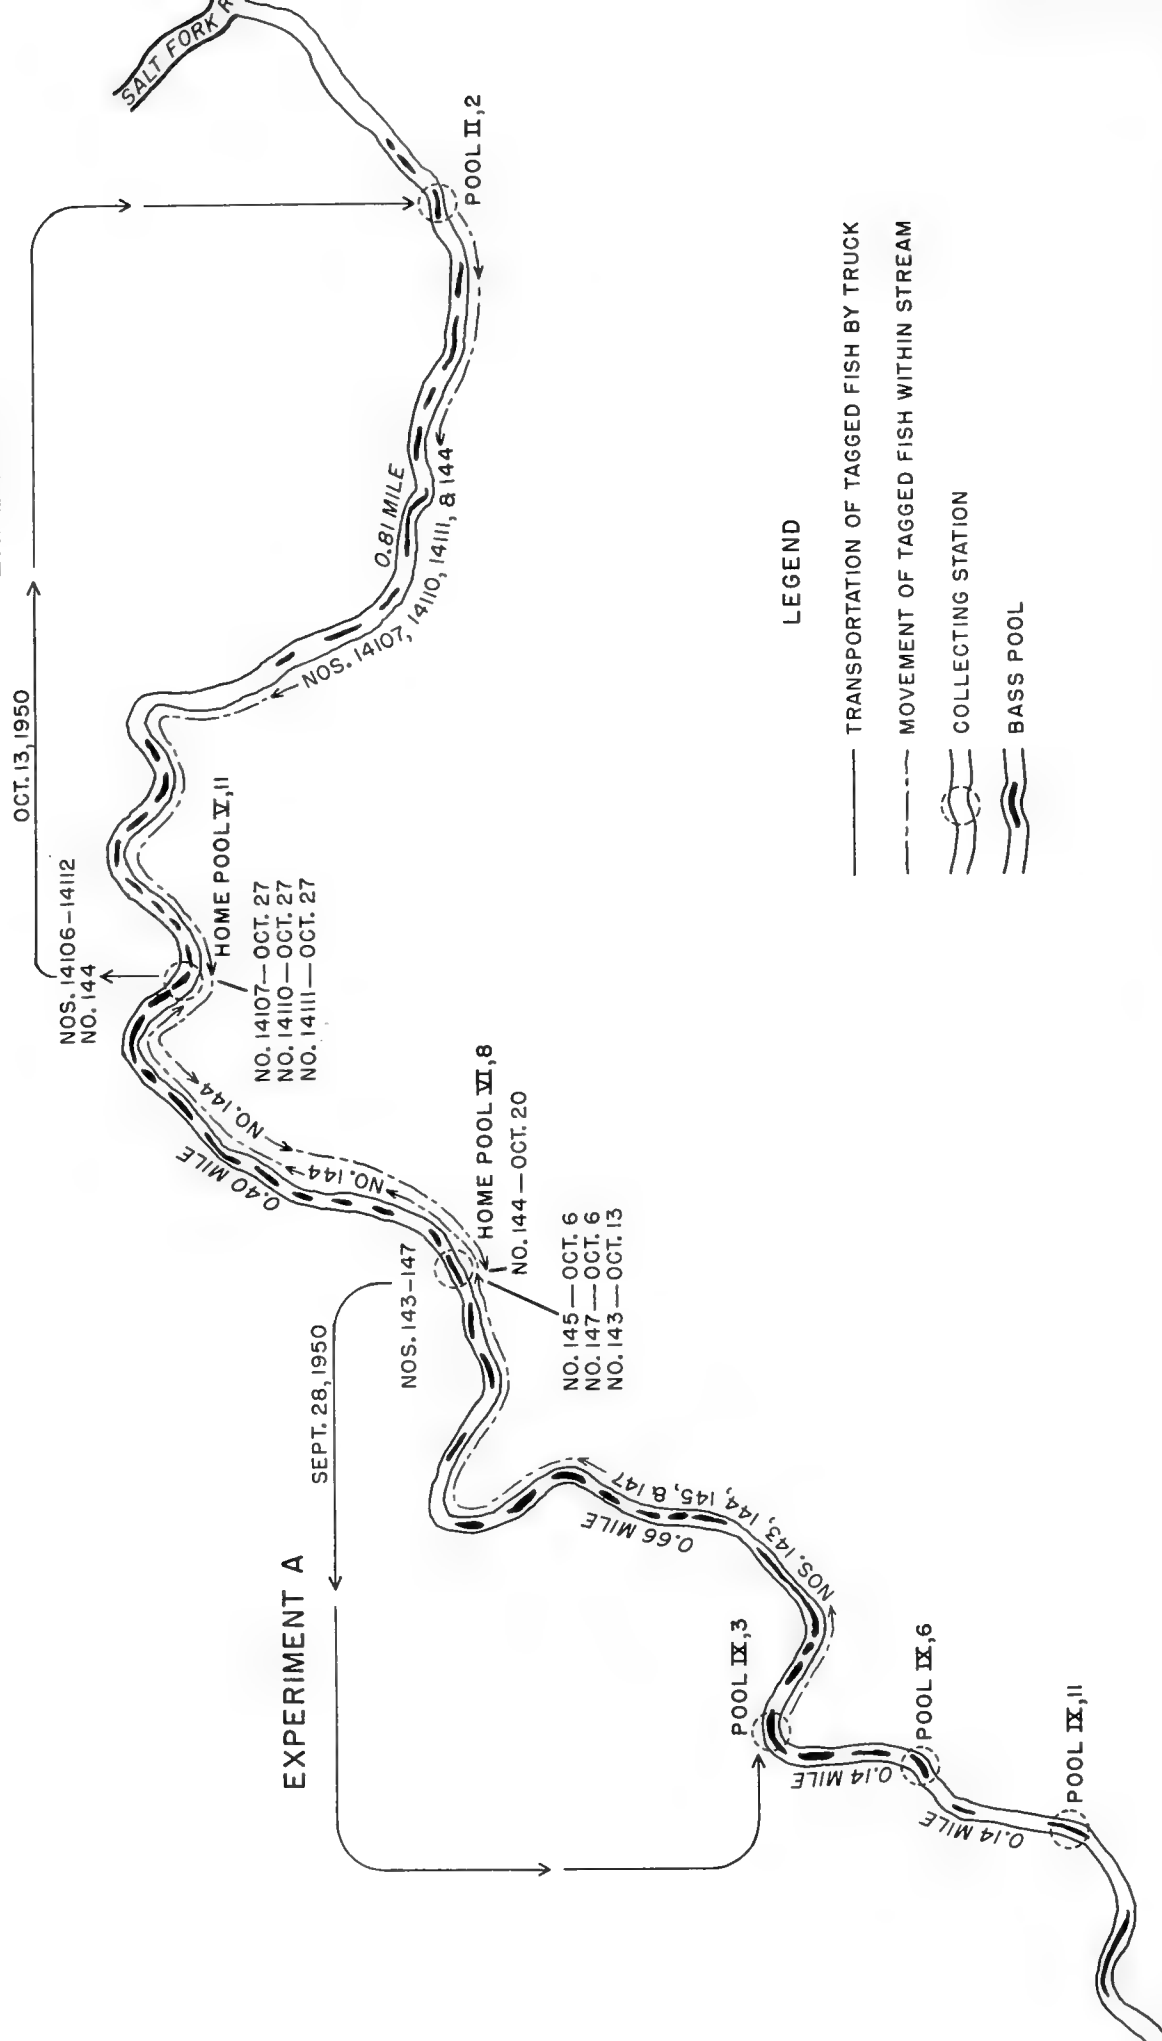 SALT FORK R
POOL II,2
OCT. 13, 1950
0.81 MILE
NOS. 14107, 14110, 14111, & 144
NOS. 14106–14112
NO. 144
HOME POOL V,11
NO. 14107—OCT. 27
NO. 14110—OCT. 27
NO. 14111—OCT. 27
NO. 144
0.40 MILE
NO. 144
HOME POOL VI,8
NO. 144—OCT. 20
NOS. 143–147
NO. 145—OCT. 6
NO. 147—OCT. 6
NO. 143—OCT. 13
SEPT. 28, 1950
EXPERIMENT A
0.66 MILE
NOS. 143, 144, 145, & 147
POOL IX,3
0.14 MILE
POOL IX,6
0.14 MILE
POOL IX,11
LEGEND
TRANSPORTATION OF TAGGED FISH BY TRUCK
MOVEMENT OF TAGGED FISH WITHIN STREAM
COLLECTING STATION
BASS POOL